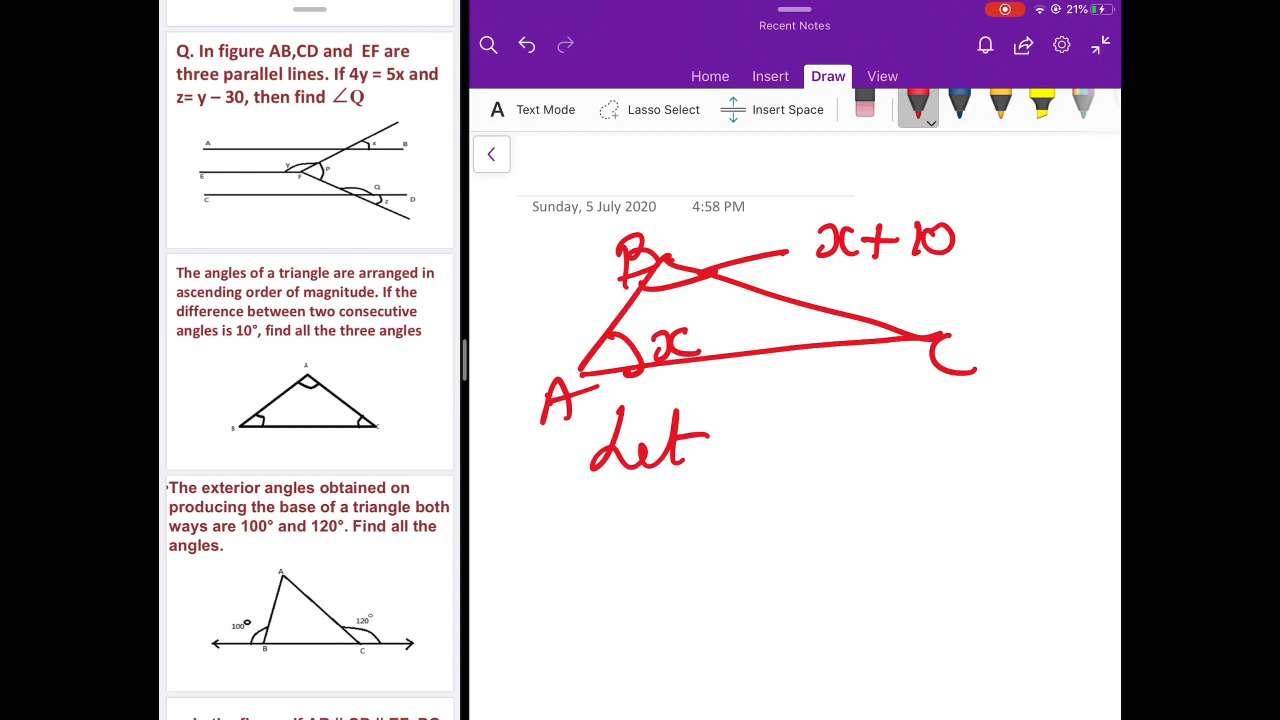 Q. In figure AB,CD and EF are
three parallel lines. If 4y = 5x and
z= y – 30, then find ∠Q
A
x
B
y
P
E
F
Q
C
z
D
The angles of a triangle are arranged in
ascending order of magnitude. If the
difference between two consecutive
angles is 10°, find all the three angles
A
B
C
The exterior angles obtained on
producing the base of a triangle both
ways are 100° and 120°. Find all the
angles.
A
100°
120°
B
C
21%
Recent Notes
Home Insert Draw View
A Text Mode Lasso Select Insert Space
Sunday, 5 July 2020 4:58 PM
B
x+10
x
C
A
Let